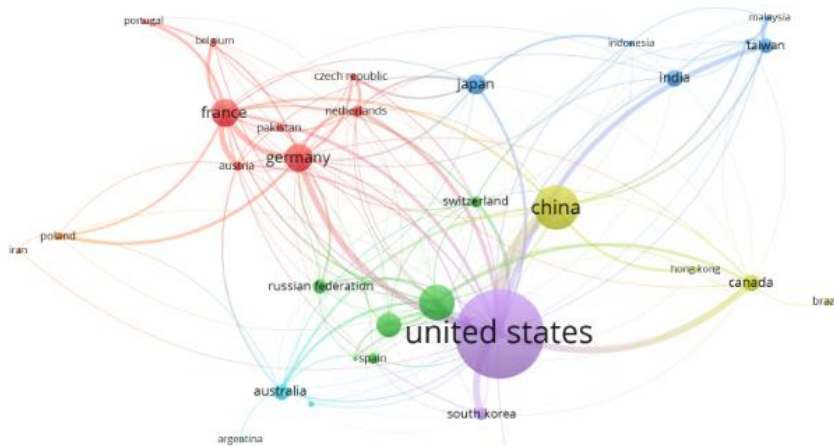 portugal
malaysia
belgium
indonesia
taiwan
czech republic
japan
india
france
netherlands
pakistan
germany
austria
switzerland
china
poland
iran
hong kong
russian federation
canada
braz
united states
spain
australia
south korea
argentina